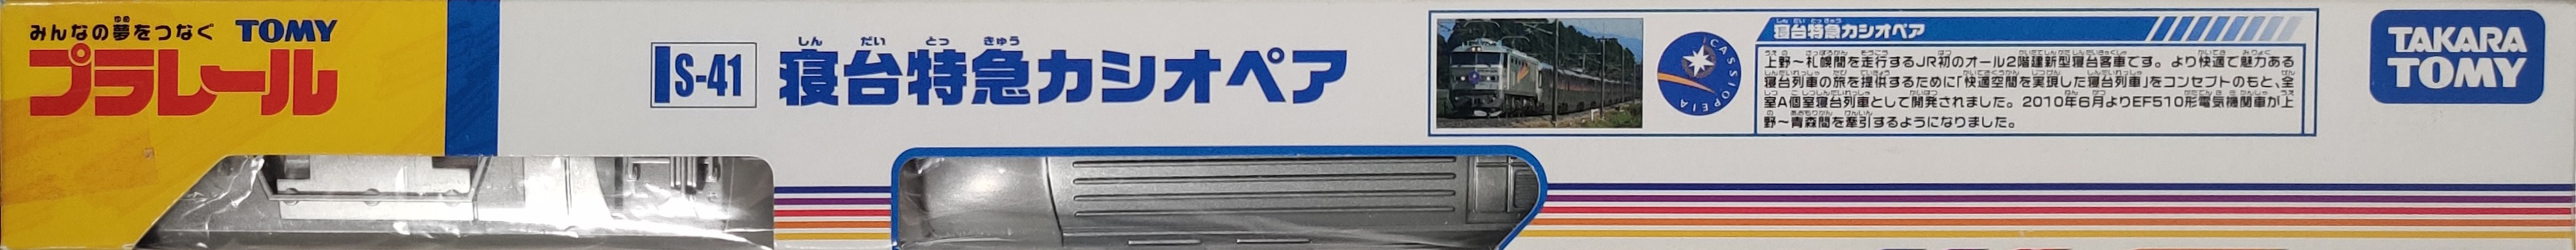 みんなの夢をつなぐ TOMY
プラレール
S-41 寝台特急カシオペア
しん だい とっ きゅう
CASSIOPEIA
寝台特急カシオペア
上野～札幌間を走行するJR初のオール2階建新型寝台客車です。より快適で魅力ある
寝台列車の旅を提供するために「快適空間を実現した寝台列車」をコンセプトのもと、全
室A個室寝台列車として開発されました。2010年6月よりEF510形電気機関車が上
野～青森間を牽引するようになりました。
TAKARA
TOMY